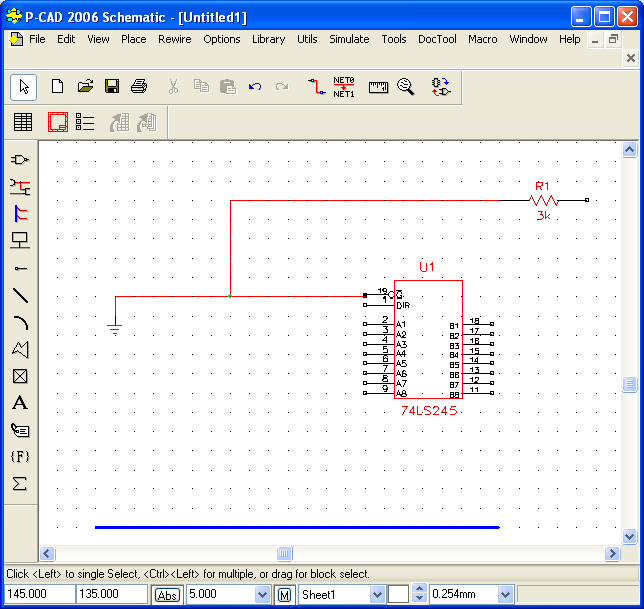 P-CAD 2006 Schematic - [Untitled1]
File Edit View Place Rewire Options Library Utils Simulate Tools DocTool Macro Window Help
NET0
NET1
A
{F}
Σ
R1
3k
U1
19 G
1 DIR
2 A1 B1 18
3 A2 B2 17
4 A3 B3 16
5 A4 B4 15
6 A5 B5 14
7 A6 B6 13
8 A7 B7 12
9 A8 B8 11
74LS245
Click <Left> to single Select, <Ctrl><Left> for multiple, or drag for block select.
145.000 135.000 Abs 5.000 M Sheet1 0.254mm